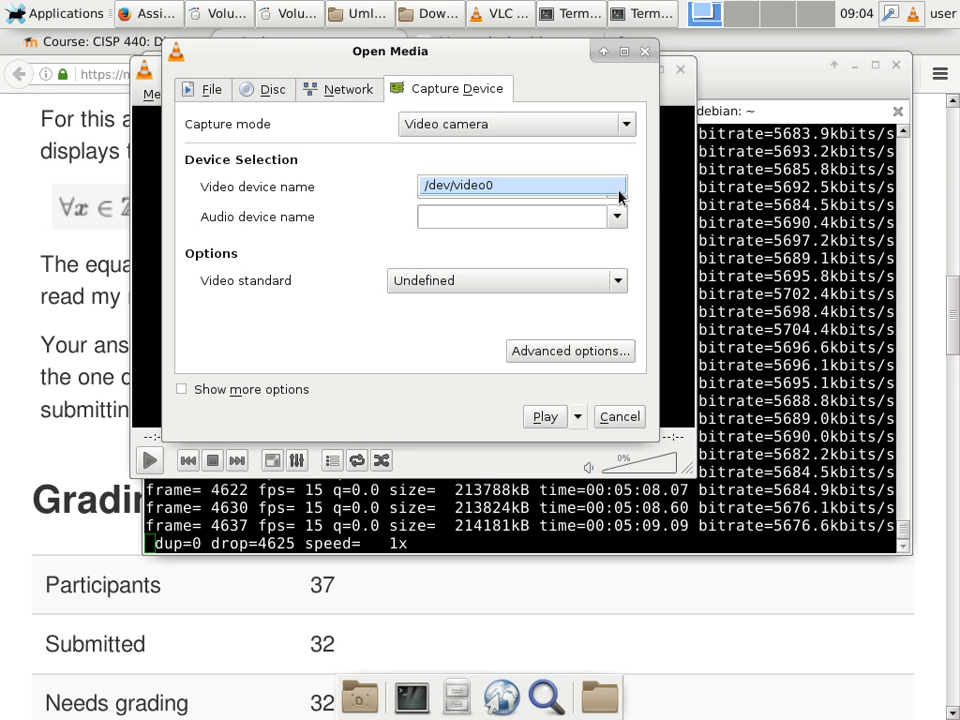 Applications
Assi...
Volu...
Volu...
Uml...
Dow...
VLC ...
Term...
Term...
09:04
user
Course: CISP 440: D
https://n
Open Media
File
Disc
Network
Capture Device
Capture mode
Video camera
Device Selection
Video device name
/dev/video0
Audio device name
Options
Video standard
Undefined
Advanced options...
Show more options
Play
Cancel
Me
--:-
--:--
0%
debian: ~
bitrate=5683.9kbits/s
bitrate=5693.2kbits/s
bitrate=5685.8kbits/s
bitrate=5692.5kbits/s
bitrate=5684.5kbits/s
bitrate=5690.4kbits/s
bitrate=5697.2kbits/s
bitrate=5689.1kbits/s
bitrate=5695.8kbits/s
bitrate=5702.4kbits/s
bitrate=5698.4kbits/s
bitrate=5704.4kbits/s
bitrate=5696.6kbits/s
bitrate=5696.1kbits/s
bitrate=5695.1kbits/s
bitrate=5688.8kbits/s
bitrate=5689.0kbits/s
bitrate=5690.0kbits/s
bitrate=5682.2kbits/s
bitrate=5684.5kbits/s
frame= 4622 fps= 15 q=0.0 size=  213788kB time=00:05:08.07 bitrate=5684.9kbits/s
frame= 4630 fps= 15 q=0.0 size=  213824kB time=00:05:08.60 bitrate=5676.1kbits/s
frame= 4637 fps= 15 q=0.0 size=  214181kB time=00:05:09.09 bitrate=5676.6kbits/s
dup=0 drop=4625 speed=   1x
For this a
displays f
∀x ∈ ℤ
The equa
read my
Your ans
the one c
submittin
Gradin
Participants 37
Submitted 32
Needs grading 32